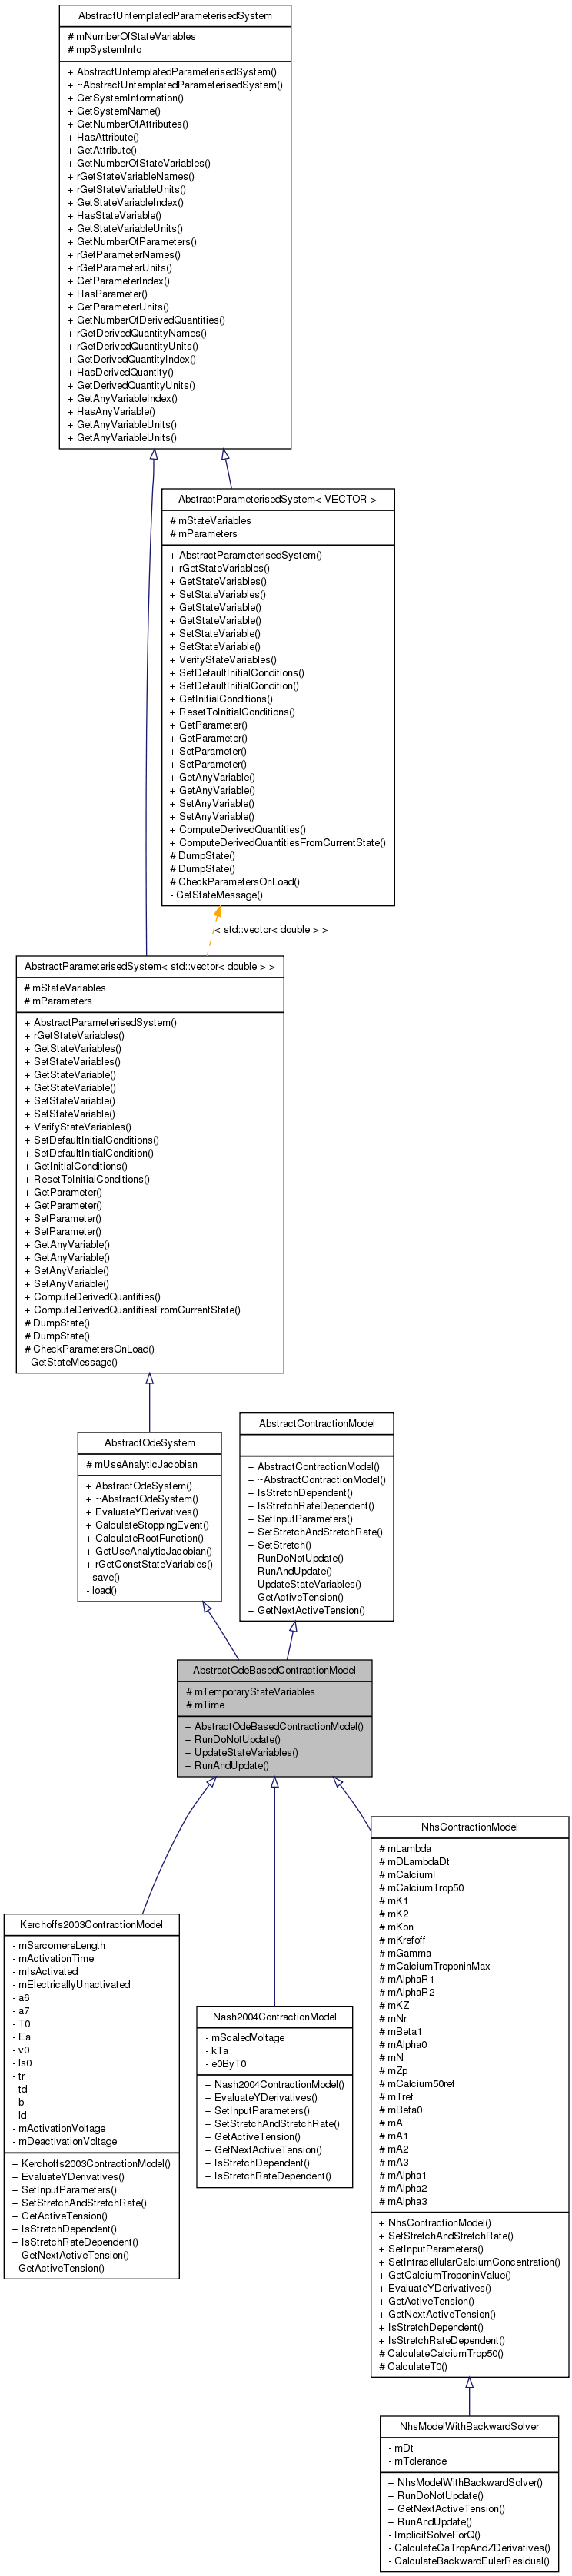 AbstractUntemplatedParameterisedSystem
# mNumberOfStateVariables
# mpSystemInfo
+ AbstractUntemplatedParameterisedSystem()
+ ~AbstractUntemplatedParameterisedSystem()
+ GetSystemInformation()
+ GetSystemName()
+ GetNumberOfAttributes()
+ HasAttribute()
+ GetAttribute()
+ GetNumberOfStateVariables()
+ rGetStateVariableNames()
+ rGetStateVariableUnits()
+ GetStateVariableIndex()
+ HasStateVariable()
+ GetStateVariableUnits()
+ GetNumberOfParameters()
+ rGetParameterNames()
+ rGetParameterUnits()
+ GetParameterIndex()
+ HasParameter()
+ GetParameterUnits()
+ GetNumberOfDerivedQuantities()
+ rGetDerivedQuantityNames()
+ rGetDerivedQuantityUnits()
+ GetDerivedQuantityIndex()
+ HasDerivedQuantity()
+ GetDerivedQuantityUnits()
+ GetAnyVariableIndex()
+ HasAnyVariable()
+ GetAnyVariableUnits()
+ GetAnyVariableUnits()
AbstractParameterisedSystem< VECTOR >
# mStateVariables
# mParameters
+ AbstractParameterisedSystem()
+ rGetStateVariables()
+ GetStateVariables()
+ SetStateVariables()
+ GetStateVariable()
+ GetStateVariable()
+ SetStateVariable()
+ SetStateVariable()
+ VerifyStateVariables()
+ SetDefaultInitialConditions()
+ SetDefaultInitialCondition()
+ GetInitialConditions()
+ ResetToInitialConditions()
+ GetParameter()
+ GetParameter()
+ SetParameter()
+ SetParameter()
+ GetAnyVariable()
+ GetAnyVariable()
+ SetAnyVariable()
+ SetAnyVariable()
+ ComputeDerivedQuantities()
+ ComputeDerivedQuantitiesFromCurrentState()
# DumpState()
# DumpState()
# CheckParametersOnLoad()
- GetStateMessage()
< std::vector< double > >
AbstractParameterisedSystem< std::vector< double > >
# mStateVariables
# mParameters
+ AbstractParameterisedSystem()
+ rGetStateVariables()
+ GetStateVariables()
+ SetStateVariables()
+ GetStateVariable()
+ GetStateVariable()
+ SetStateVariable()
+ SetStateVariable()
+ VerifyStateVariables()
+ SetDefaultInitialConditions()
+ SetDefaultInitialCondition()
+ GetInitialConditions()
+ ResetToInitialConditions()
+ GetParameter()
+ GetParameter()
+ SetParameter()
+ SetParameter()
+ GetAnyVariable()
+ GetAnyVariable()
+ SetAnyVariable()
+ SetAnyVariable()
+ ComputeDerivedQuantities()
+ ComputeDerivedQuantitiesFromCurrentState()
# DumpState()
# DumpState()
# CheckParametersOnLoad()
- GetStateMessage()
AbstractOdeSystem
# mUseAnalyticJacobian
+ AbstractOdeSystem()
+ ~AbstractOdeSystem()
+ EvaluateYDerivatives()
+ CalculateStoppingEvent()
+ CalculateRootFunction()
+ GetUseAnalyticJacobian()
+ rGetConstStateVariables()
- save()
- load()
AbstractContractionModel
+ AbstractContractionModel()
+ ~AbstractContractionModel()
+ IsStretchDependent()
+ IsStretchRateDependent()
+ SetInputParameters()
+ SetStretchAndStretchRate()
+ SetStretch()
+ RunDoNotUpdate()
+ RunAndUpdate()
+ UpdateStateVariables()
+ GetActiveTension()
+ GetNextActiveTension()
AbstractOdeBasedContractionModel
# mTemporaryStateVariables
# mTime
+ AbstractOdeBasedContractionModel()
+ RunDoNotUpdate()
+ UpdateStateVariables()
+ RunAndUpdate()
Kerchoffs2003ContractionModel
- mSarcomereLength
- mActivationTime
- mIsActivated
- mElectricallyUnactivated
- a6
- a7
- T0
- Ea
- v0
- ls0
- tr
- td
- b
- ld
- mActivationVoltage
- mDeactivationVoltage
+ Kerchoffs2003ContractionModel()
+ EvaluateYDerivatives()
+ SetInputParameters()
+ SetStretchAndStretchRate()
+ GetActiveTension()
+ IsStretchDependent()
+ IsStretchRateDependent()
+ GetNextActiveTension()
- GetActiveTension()
Nash2004ContractionModel
- mScaledVoltage
- kTa
- e0ByT0
+ Nash2004ContractionModel()
+ EvaluateYDerivatives()
+ SetInputParameters()
+ SetStretchAndStretchRate()
+ GetActiveTension()
+ GetNextActiveTension()
+ IsStretchDependent()
+ IsStretchRateDependent()
NhsContractionModel
# mLambda
# mDLambdaDt
# mCalciumI
# mCalciumTrop50
# mK1
# mK2
# mKon
# mKrefoff
# mGamma
# mCalciumTroponinMax
# mAlphaR1
# mAlphaR2
# mKZ
# mNr
# mBeta1
# mAlpha0
# mN
# mZp
# mCalcium50ref
# mTref
# mBeta0
# mA
# mA1
# mA2
# mA3
# mAlpha1
# mAlpha2
# mAlpha3
+ NhsContractionModel()
+ SetStretchAndStretchRate()
+ SetInputParameters()
+ SetIntracellularCalciumConcentration()
+ GetCalciumTroponinValue()
+ EvaluateYDerivatives()
+ GetActiveTension()
+ GetNextActiveTension()
+ IsStretchDependent()
+ IsStretchRateDependent()
# CalculateCalciumTrop50()
# CalculateT0()
NhsModelWithBackwardSolver
- mDt
- mTolerance
+ NhsModelWithBackwardSolver()
+ RunDoNotUpdate()
+ GetNextActiveTension()
+ RunAndUpdate()
- ImplicitSolveForQ()
- CalculateCaTropAndZDerivatives()
- CalculateBackwardEulerResidual()